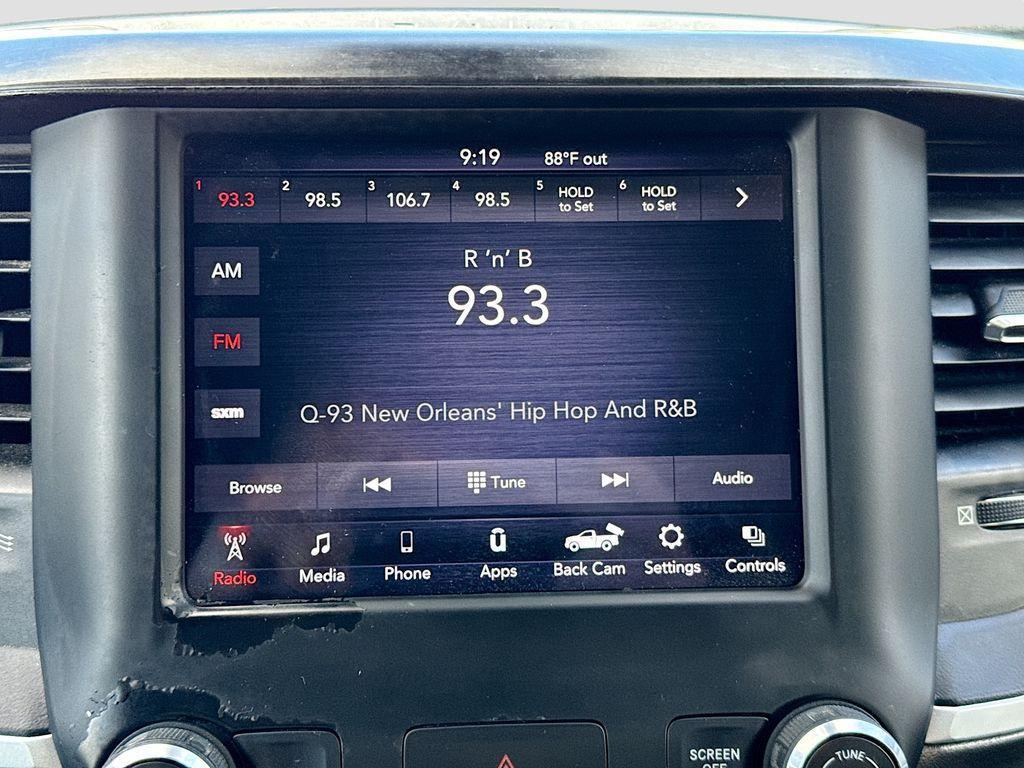 9:19 88°F out
1 93.3 2 98.5 3 106.7 4 98.5 5 HOLD to Set 6 HOLD to Set
R 'n' B
AM
93.3
FM
sxm
Q-93 New Orleans' Hip Hop And R&B
Browse Tune Audio
Radio Media Phone Apps Back Cam Settings Controls
SCREEN
OFF
TUNE